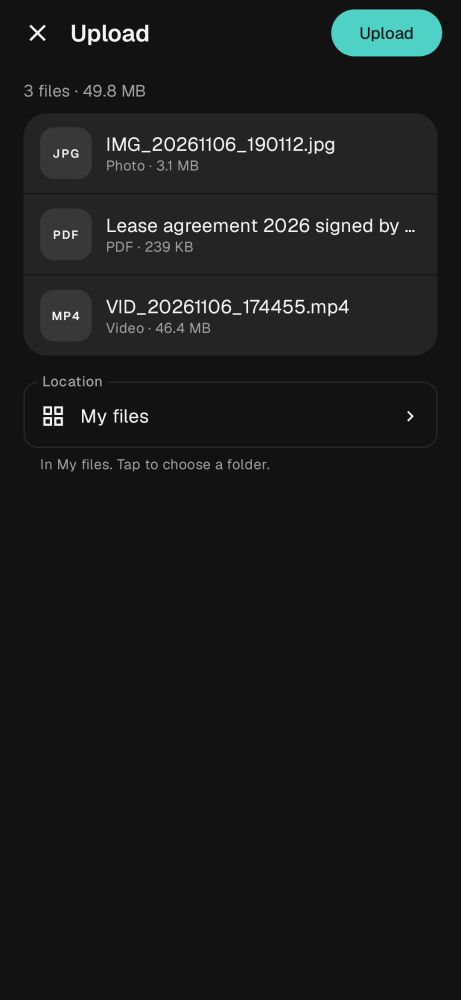 Upload
Upload
3 files · 49.8 MB
JPG
IMG_20261106_190112.jpg
Photo · 3.1 MB
PDF
Lease agreement 2026 signed by ...
PDF · 239 KB
MP4
VID_20261106_174455.mp4
Video · 46.4 MB
Location
My files
In My files. Tap to choose a folder.